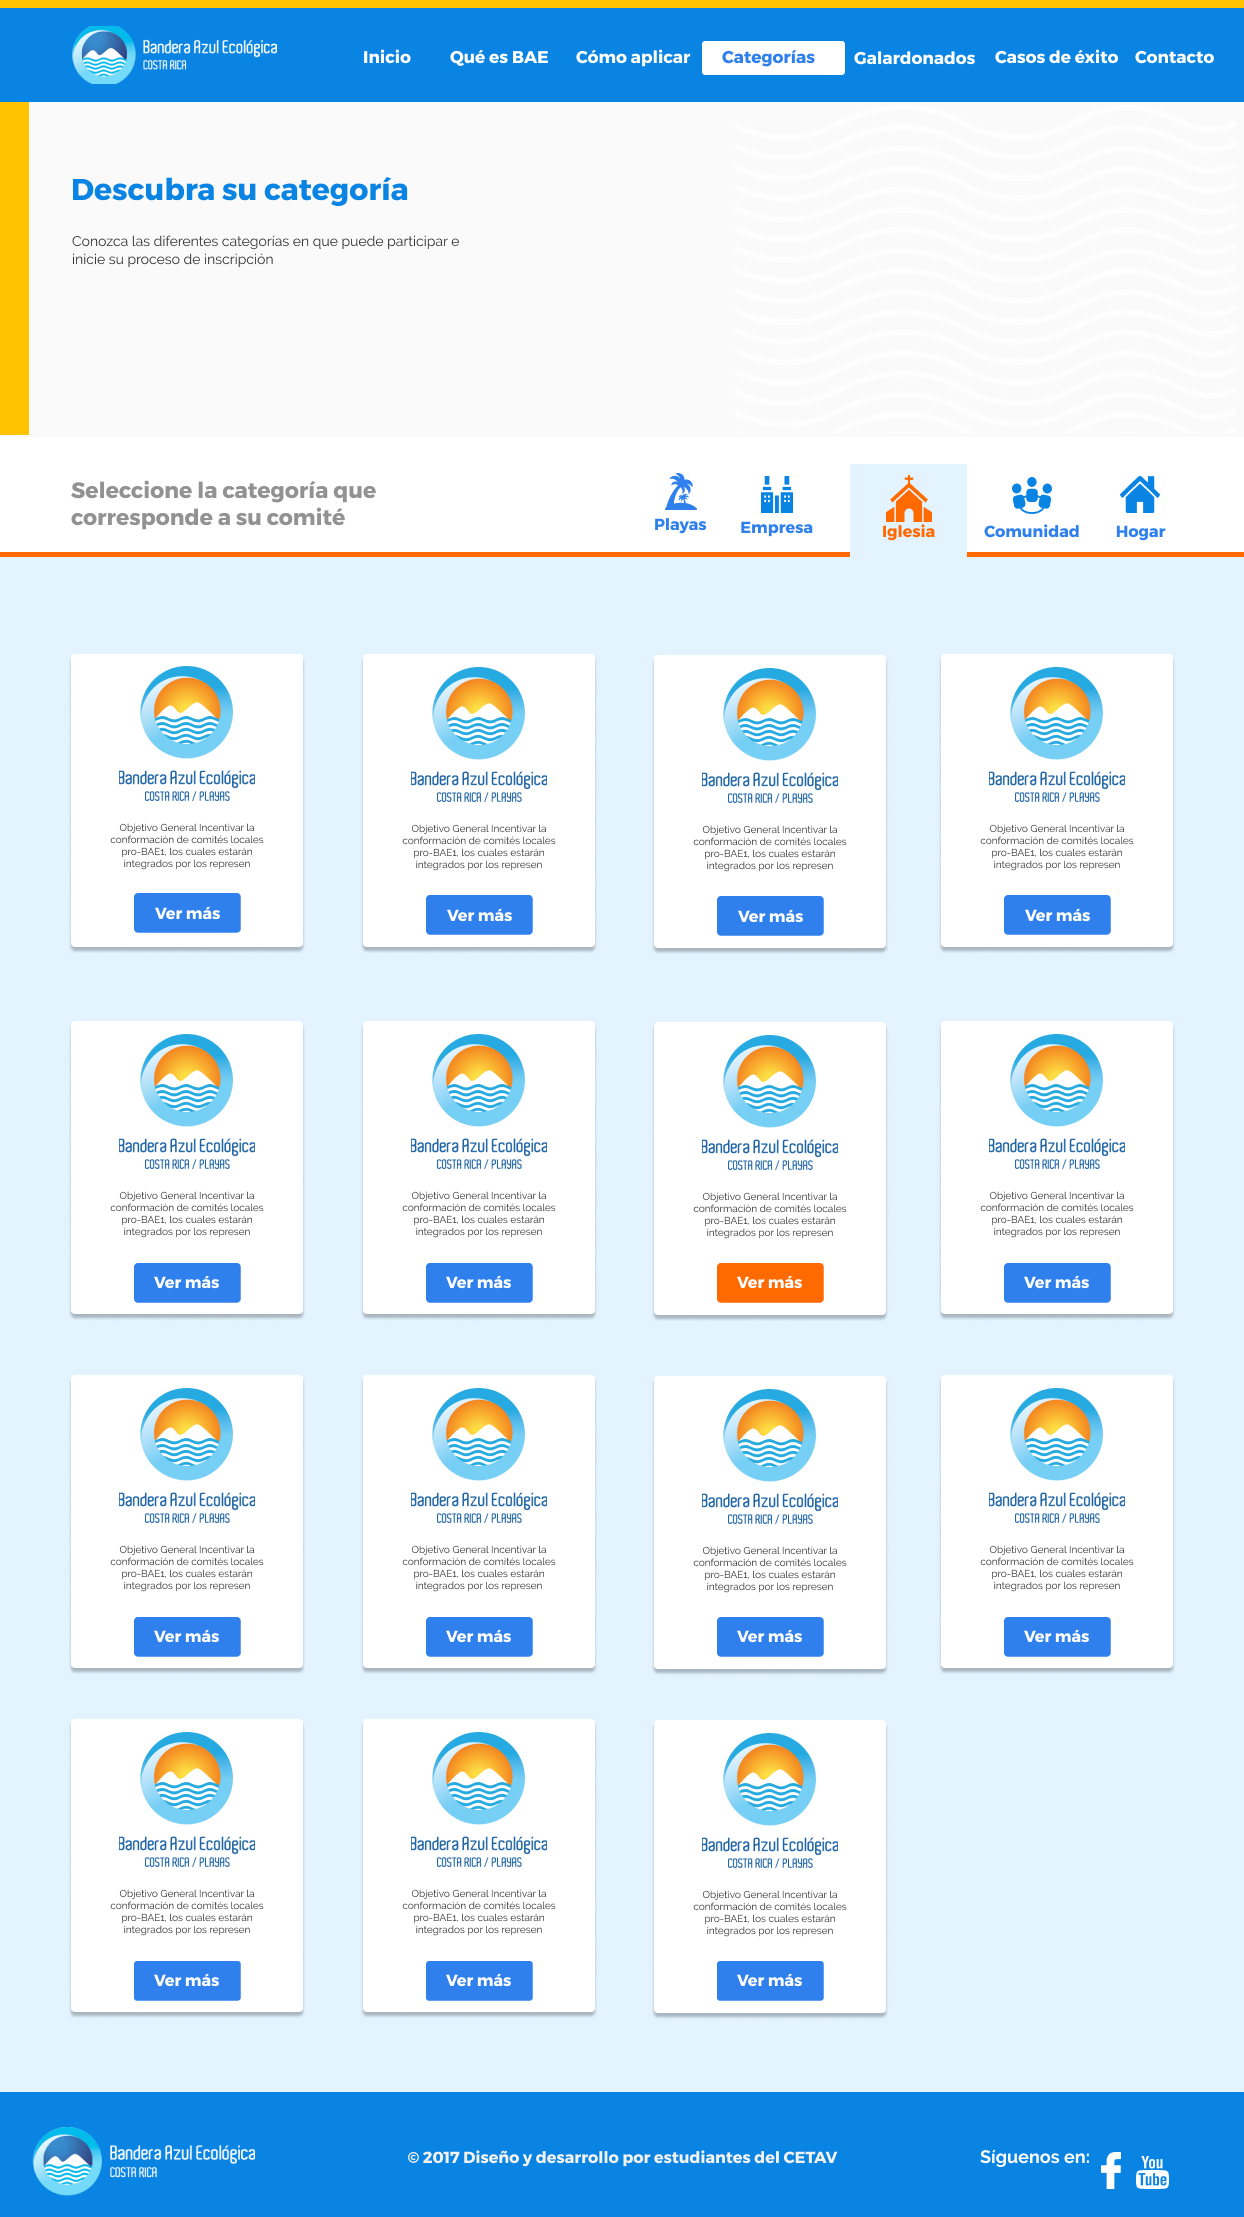 Bandera Azul Ecológica
COSTA RICA
Inicio
Qué es BAE
Cómo aplicar
Categorías
Galardonados
Casos de éxito
Contacto
Descubra su categoría
Conozca las diferentes categorías en que puede participar e
inicie su proceso de inscripción
Seleccione la categoría que
corresponde a su comité
Playas
Empresa
Iglesia
Comunidad
Hogar
Bandera Azul Ecológica
COSTA RICA / PLAYAS
Objetivo General Incentivar la
conformación de comités locales
pro-BAE1, los cuales estarán
integrados por los represen
Ver más
Bandera Azul Ecológica
COSTA RICA / PLAYAS
Objetivo General Incentivar la
conformación de comités locales
pro-BAE1, los cuales estarán
integrados por los represen
Ver más
Bandera Azul Ecológica
COSTA RICA / PLAYAS
Objetivo General Incentivar la
conformación de comités locales
pro-BAE1, los cuales estarán
integrados por los represen
Ver más
Bandera Azul Ecológica
COSTA RICA / PLAYAS
Objetivo General Incentivar la
conformación de comités locales
pro-BAE1, los cuales estarán
integrados por los represen
Ver más
Bandera Azul Ecológica
COSTA RICA / PLAYAS
Objetivo General Incentivar la
conformación de comités locales
pro-BAE1, los cuales estarán
integrados por los represen
Ver más
Bandera Azul Ecológica
COSTA RICA / PLAYAS
Objetivo General Incentivar la
conformación de comités locales
pro-BAE1, los cuales estarán
integrados por los represen
Ver más
Bandera Azul Ecológica
COSTA RICA / PLAYAS
Objetivo General Incentivar la
conformación de comités locales
pro-BAE1, los cuales estarán
integrados por los represen
Ver más
Bandera Azul Ecológica
COSTA RICA / PLAYAS
Objetivo General Incentivar la
conformación de comités locales
pro-BAE1, los cuales estarán
integrados por los represen
Ver más
Bandera Azul Ecológica
COSTA RICA / PLAYAS
Objetivo General Incentivar la
conformación de comités locales
pro-BAE1, los cuales estarán
integrados por los represen
Ver más
Bandera Azul Ecológica
COSTA RICA / PLAYAS
Objetivo General Incentivar la
conformación de comités locales
pro-BAE1, los cuales estarán
integrados por los represen
Ver más
Bandera Azul Ecológica
COSTA RICA / PLAYAS
Objetivo General Incentivar la
conformación de comités locales
pro-BAE1, los cuales estarán
integrados por los represen
Ver más
Bandera Azul Ecológica
COSTA RICA / PLAYAS
Objetivo General Incentivar la
conformación de comités locales
pro-BAE1, los cuales estarán
integrados por los represen
Ver más
Bandera Azul Ecológica
COSTA RICA / PLAYAS
Objetivo General Incentivar la
conformación de comités locales
pro-BAE1, los cuales estarán
integrados por los represen
Ver más
Bandera Azul Ecológica
COSTA RICA / PLAYAS
Objetivo General Incentivar la
conformación de comités locales
pro-BAE1, los cuales estarán
integrados por los represen
Ver más
Bandera Azul Ecológica
COSTA RICA / PLAYAS
Objetivo General Incentivar la
conformación de comités locales
pro-BAE1, los cuales estarán
integrados por los represen
Ver más
Bandera Azul Ecológica
COSTA RICA
© 2017 Diseño y desarrollo por estudiantes del CETAV
Síguenos en:
You
Tube